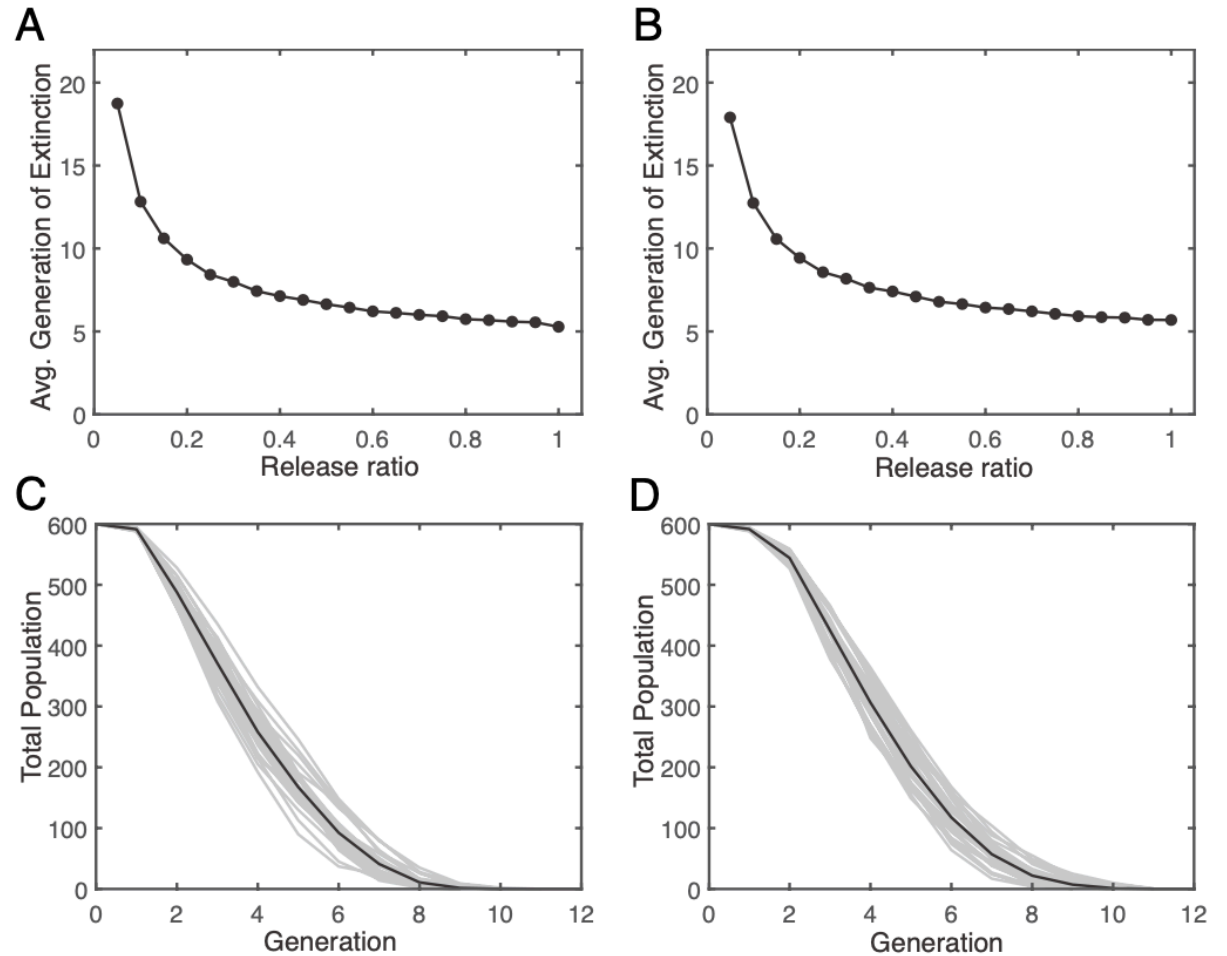 A
Avg. Generation of Extinction
20
15
10
5
0
0 0.2 0.4 0.6 0.8 1
Release ratio
B
Avg. Generation of Extinction
20
15
10
5
0
0 0.2 0.4 0.6 0.8 1
Release ratio
C
Total Population
600
500
400
300
200
100
0
0 2 4 6 8 10 12
Generation
D
Total Population
600
500
400
300
200
100
0
0 2 4 6 8 10 12
Generation